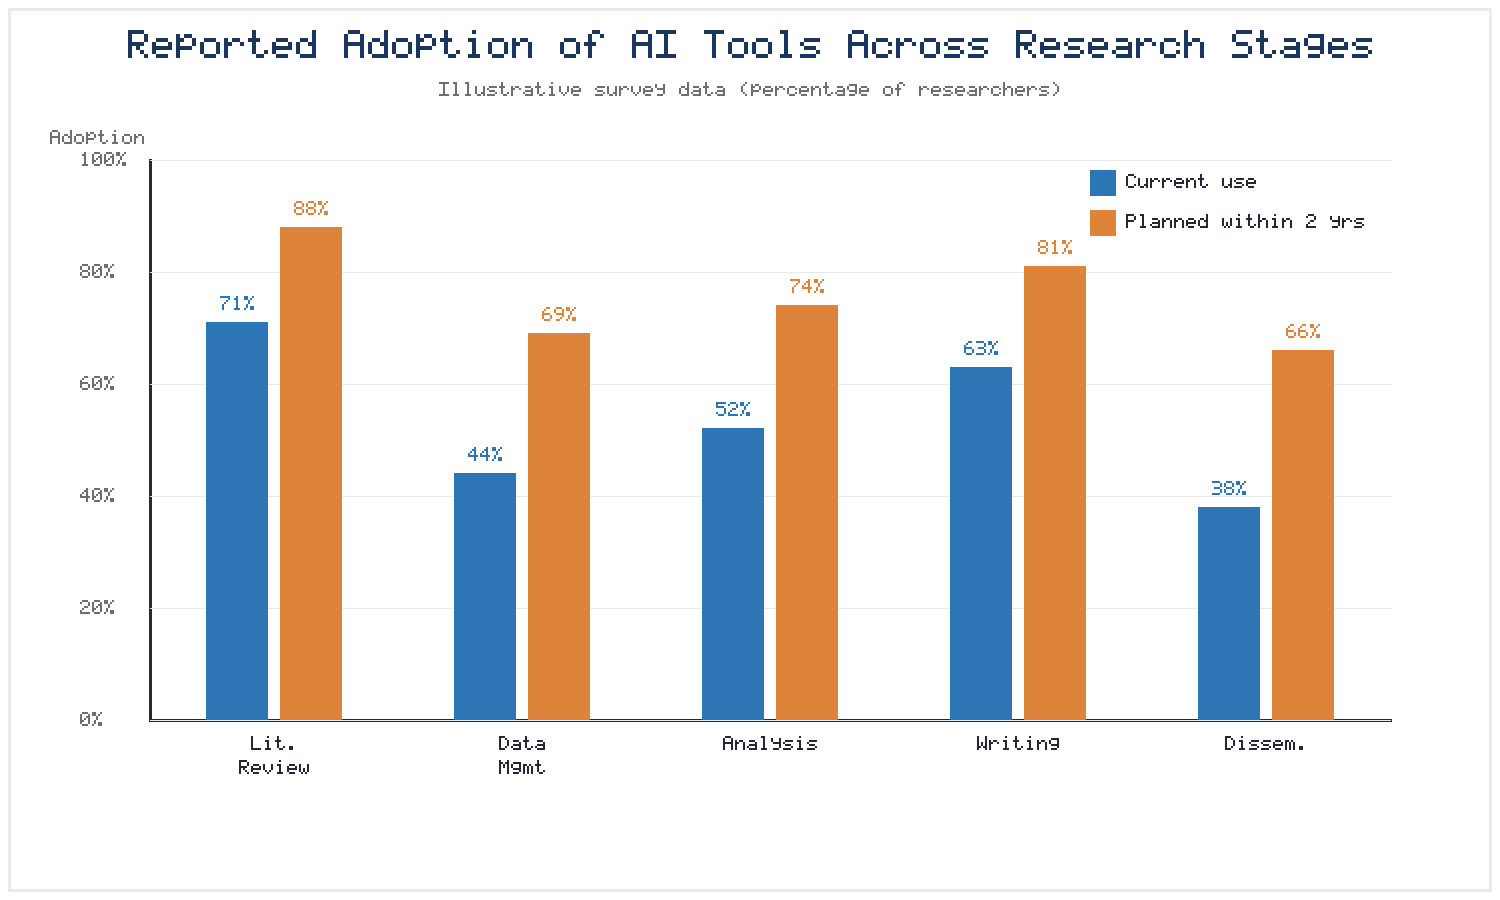 Reported Adoption of AI Tools Across Research Stages
Illustrative survey data (percentage of researchers)
Adoption
100%
80%
60%
40%
20%
0%
Current use
Planned within 2 yrs
71%
88%
44%
69%
52%
74%
63%
81%
38%
66%
Lit.
Review
Data
Mgmt
Analysis
Writing
Dissem.